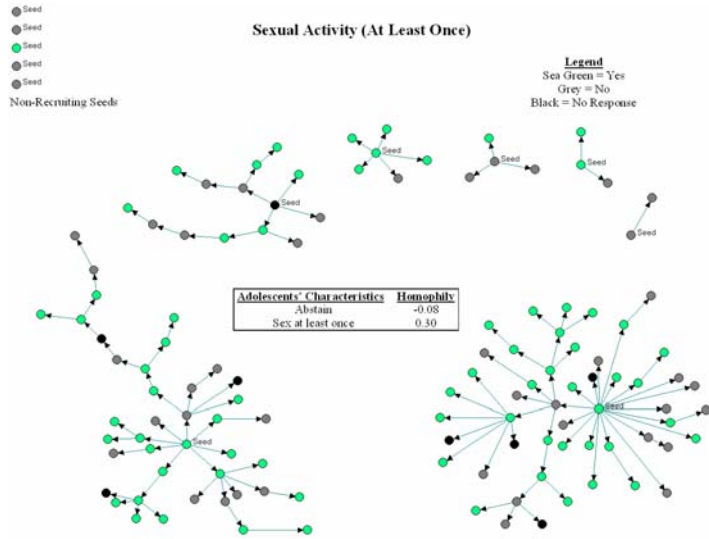 Seed
Sexual Activity (At Least Once)
Seed
Seed
Seed
Seed
Non-Recruiting Seeds
Legend
Sea Green = Yes
Grey = No
Black = No Response
Seed
Seed
Seed
Seed
Seed
Adolescents' Characteristics Homophily
Abstain -0.08
Sex at least once 0.30
Seed
Seed